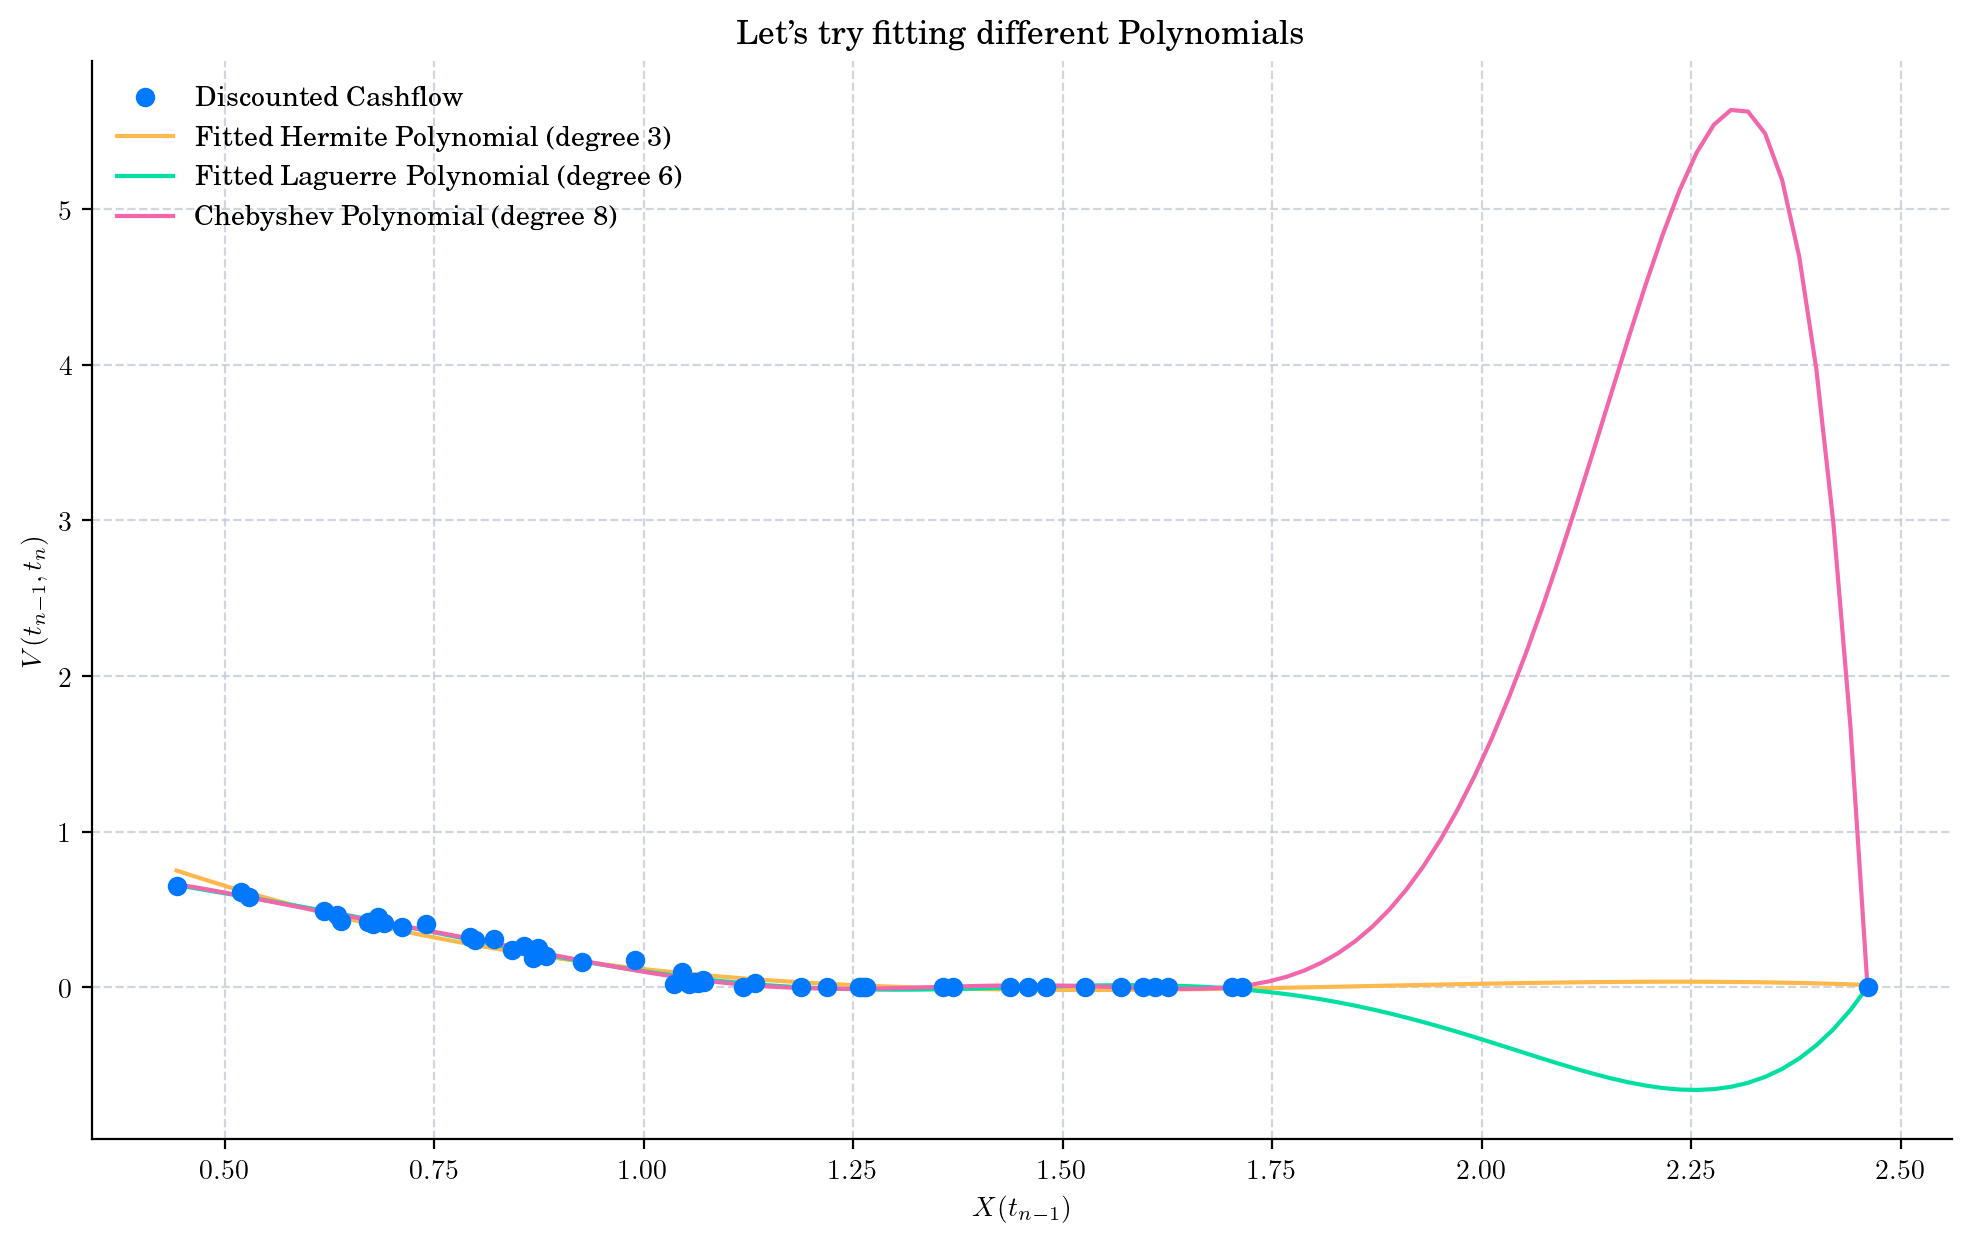 Let's try fitting different Polynomials
Discounted Cashflow
Fitted Hermite Polynomial (degree 3)
Fitted Laguerre Polynomial (degree 6)
Chebyshev Polynomial (degree 8)
5
4
3
2
1
0
V(t_{n−1}, t_n)
0.50 0.75 1.00 1.25 1.50 1.75 2.00 2.25 2.50
X(t_{n−1})